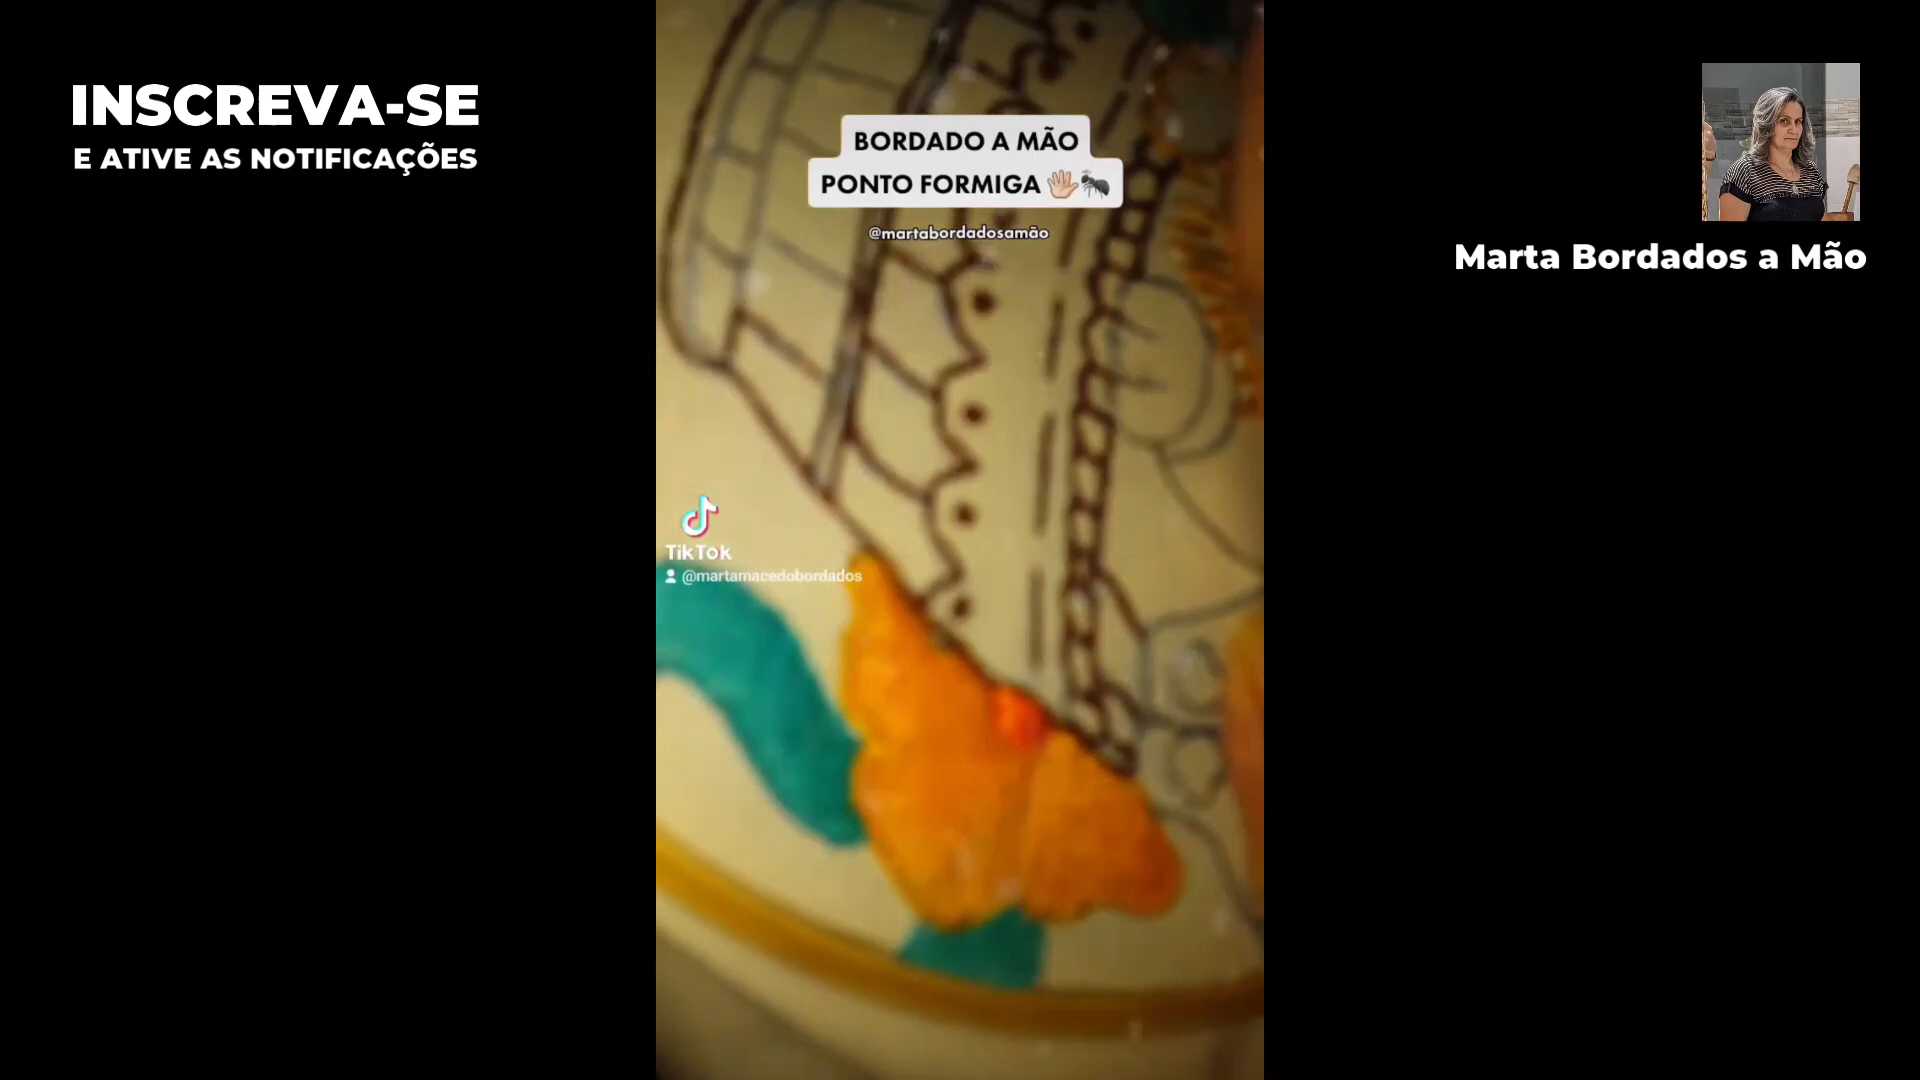 INSCREVA-SE
E ATIVE AS NOTIFICAÇÕES
BORDADO A MÃO
PONTO FORMIGA 👋🏼🐜
@martabordadosamão
TikTok
@martamacedobordados
Marta Bordados a Mão